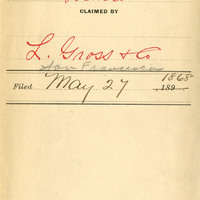 CLAIMED BY
L. Gross & Co
San Francisco
1868
Filed May 27 189